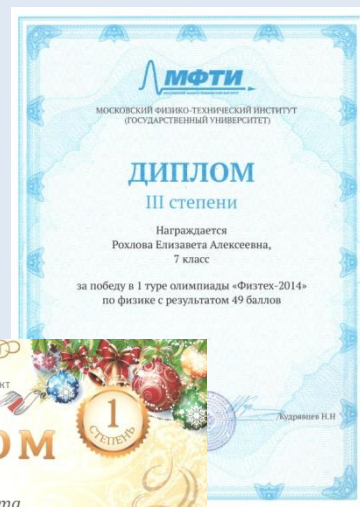 МФТИ
МОСКОВСКИЙ ФИЗИКО-ТЕХНИЧЕСКИЙ ИНСТИТУТ
(ГОСУДАРСТВЕННЫЙ УНИВЕРСИТЕТ)
ДИПЛОМ
III степени
Награждается
Рохлова Елизавета Алексеевна,
7 класс
за победу в 1 туре олимпиады «Физтех-2014»
по физике с результатом 49 баллов
Кудрявцев Н.Н
1
СТЕПЕНЬ
ОМ